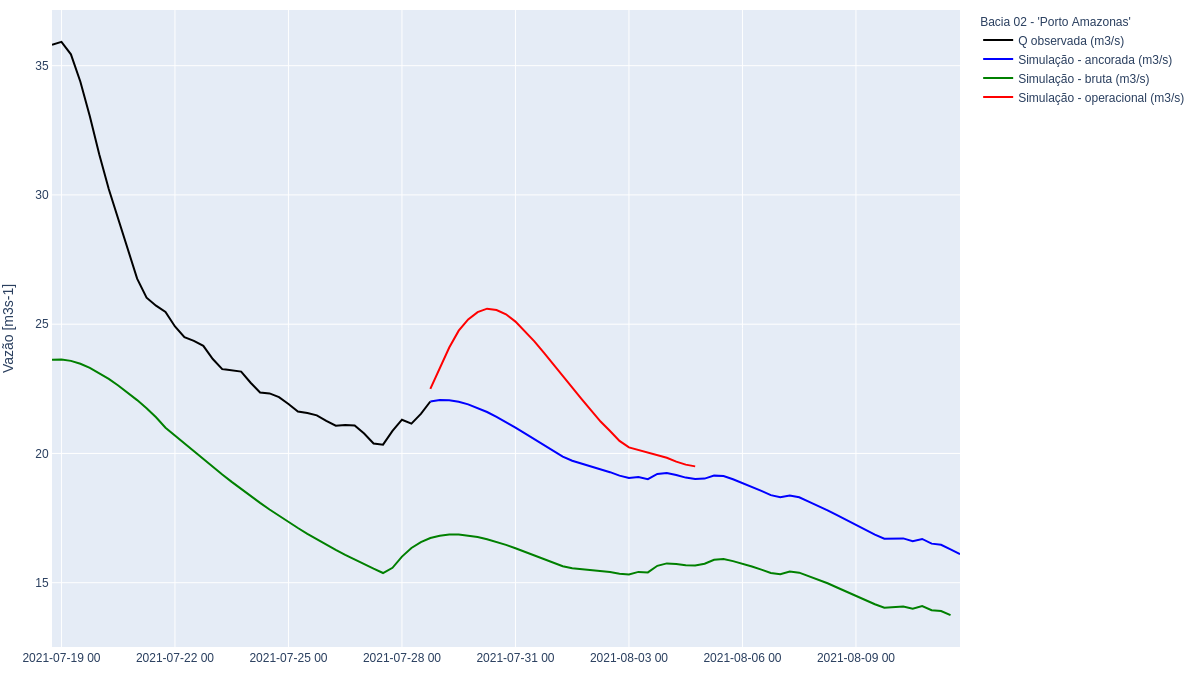 Bacia 02 - 'Porto Amazonas'
Q observada (m3/s)
Simulação - ancorada (m3/s)
Simulação - bruta (m3/s)
Simulação - operacional (m3/s)
Vazão [m3s-1]
35
30
25
20
15
2021-07-19 00
2021-07-22 00
2021-07-25 00
2021-07-28 00
2021-07-31 00
2021-08-03 00
2021-08-06 00
2021-08-09 00